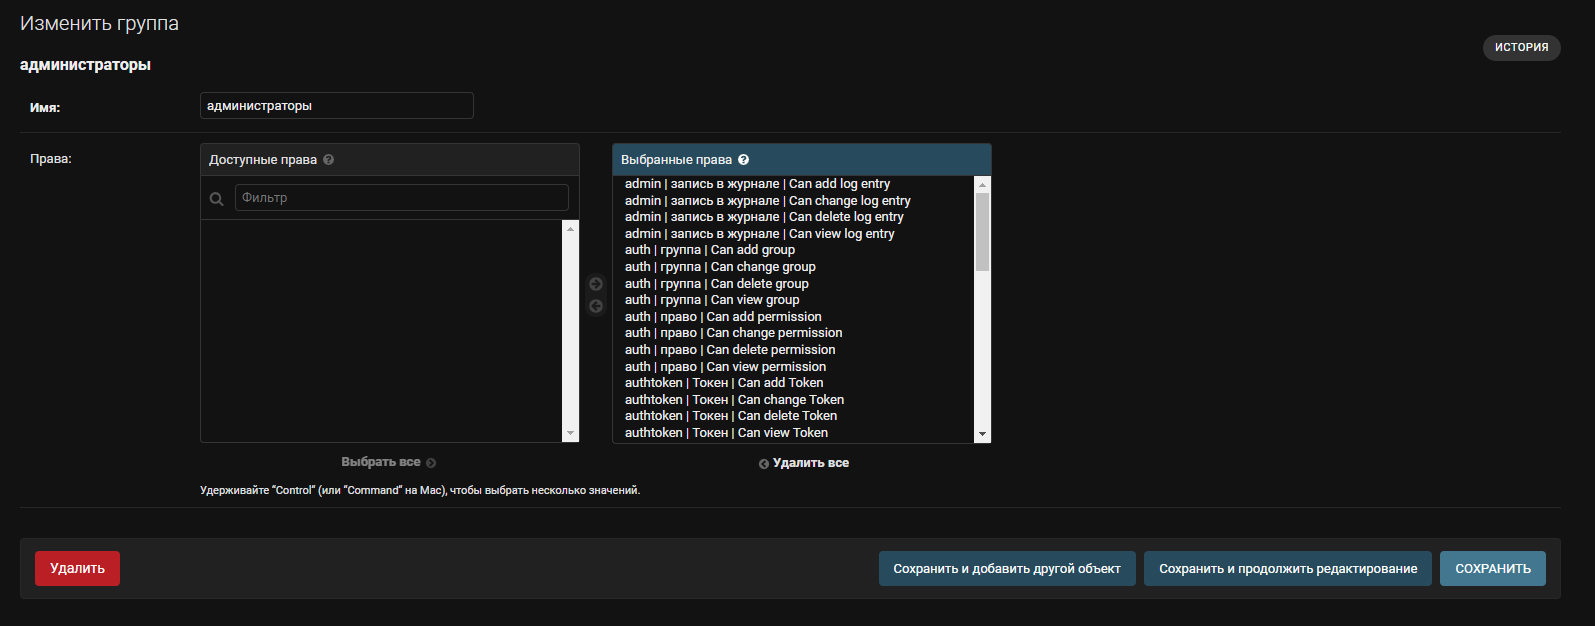 Изменить группа
ИСТОРИЯ
администраторы
Имя:
администраторы
Права:
Доступные права
Фильтр
Выбрать все
Выбранные права
admin | запись в журнале | Can add log entry
admin | запись в журнале | Can change log entry
admin | запись в журнале | Can delete log entry
admin | запись в журнале | Can view log entry
auth | группа | Can add group
auth | группа | Can change group
auth | группа | Can delete group
auth | группа | Can view group
auth | право | Can add permission
auth | право | Can change permission
auth | право | Can delete permission
auth | право | Can view permission
authtoken | Токен | Can add Token
authtoken | Токен | Can change Token
authtoken | Токен | Can delete Token
authtoken | Токен | Can view Token
Удалить все
Удерживайте “Control” (или “Command” на Mac), чтобы выбрать несколько значений.
Удалить
Сохранить и добавить другой объект
Сохранить и продолжить редактирование
СОХРАНИТЬ